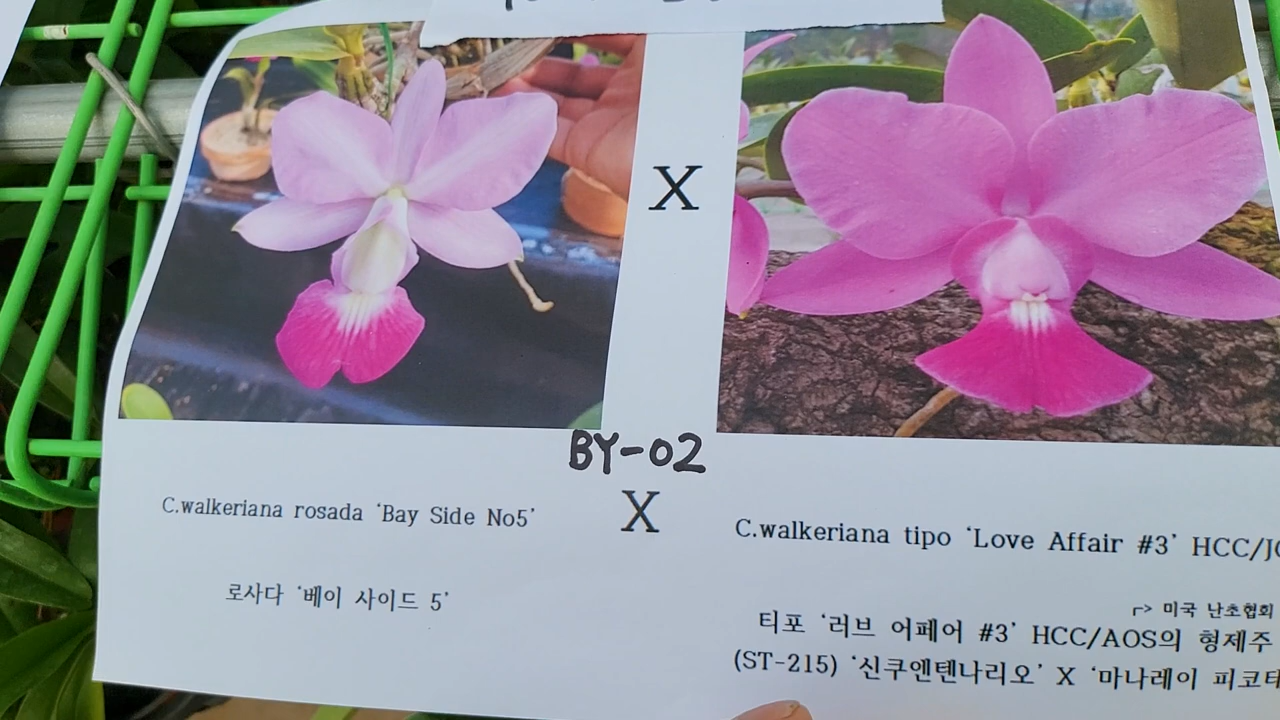 X
BY-02
C.walkeriana rosada ‘Bay Side No5’
X
C.walkeriana tipo ‘Love Affair #3’ HCC/JO
로사다 ‘베이 사이드 5’
┌> 미국 난초협회
티포 ‘러브 어페어 #3’ HCC/AOS의 형제주
(ST-215) ‘신쿠앤텐나리오’ X ‘마나레이 피코타